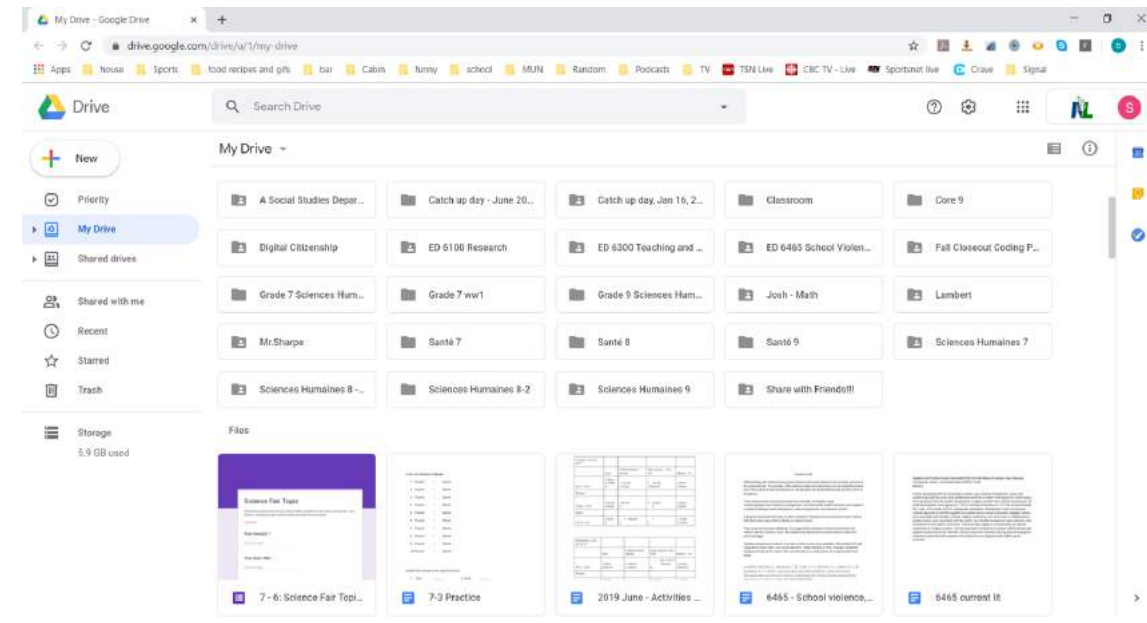 My Drive - Google Drive
drive.google.com/drive/u/1/my-drive
Apps house Sports food recipes and gifs bar Cabin funny school MUN Random Podcasts TV TSN Live CBC TV - Live Sportsnet live Crave Signal
Drive
Search Drive
NL
S
New
My Drive
Priority
My Drive
Shared drives
Shared with me
Recent
Starred
Trash
Storage
5.9 GB used
A Social Studies Depar... Catch up day - June 20... Catch up day, Jan 16, 2... Classroom Core 9
Digital Citizenship ED 6100 Research ED 6300 Teaching and ... ED 6465 School Violen... Fall Closeout Coding P...
Grade 7 Sciences Hum... Grade 7 ww1 Grade 9 Sciences Hum... Josh - Math Lambert
Mr.Sharpe Santé 7 Santé 8 Santé 9 Sciences Humaines 7
Sciences Humaines 8 -... Sciences Humaines 8-2 Sciences Humaines 9 Share with Friends!!!
Files
Science Fair Topic
7 - 6: Science Fair Topi... 7-3 Practice 2019 June - Activities ... 6465 - School violence,... 6465 current lit